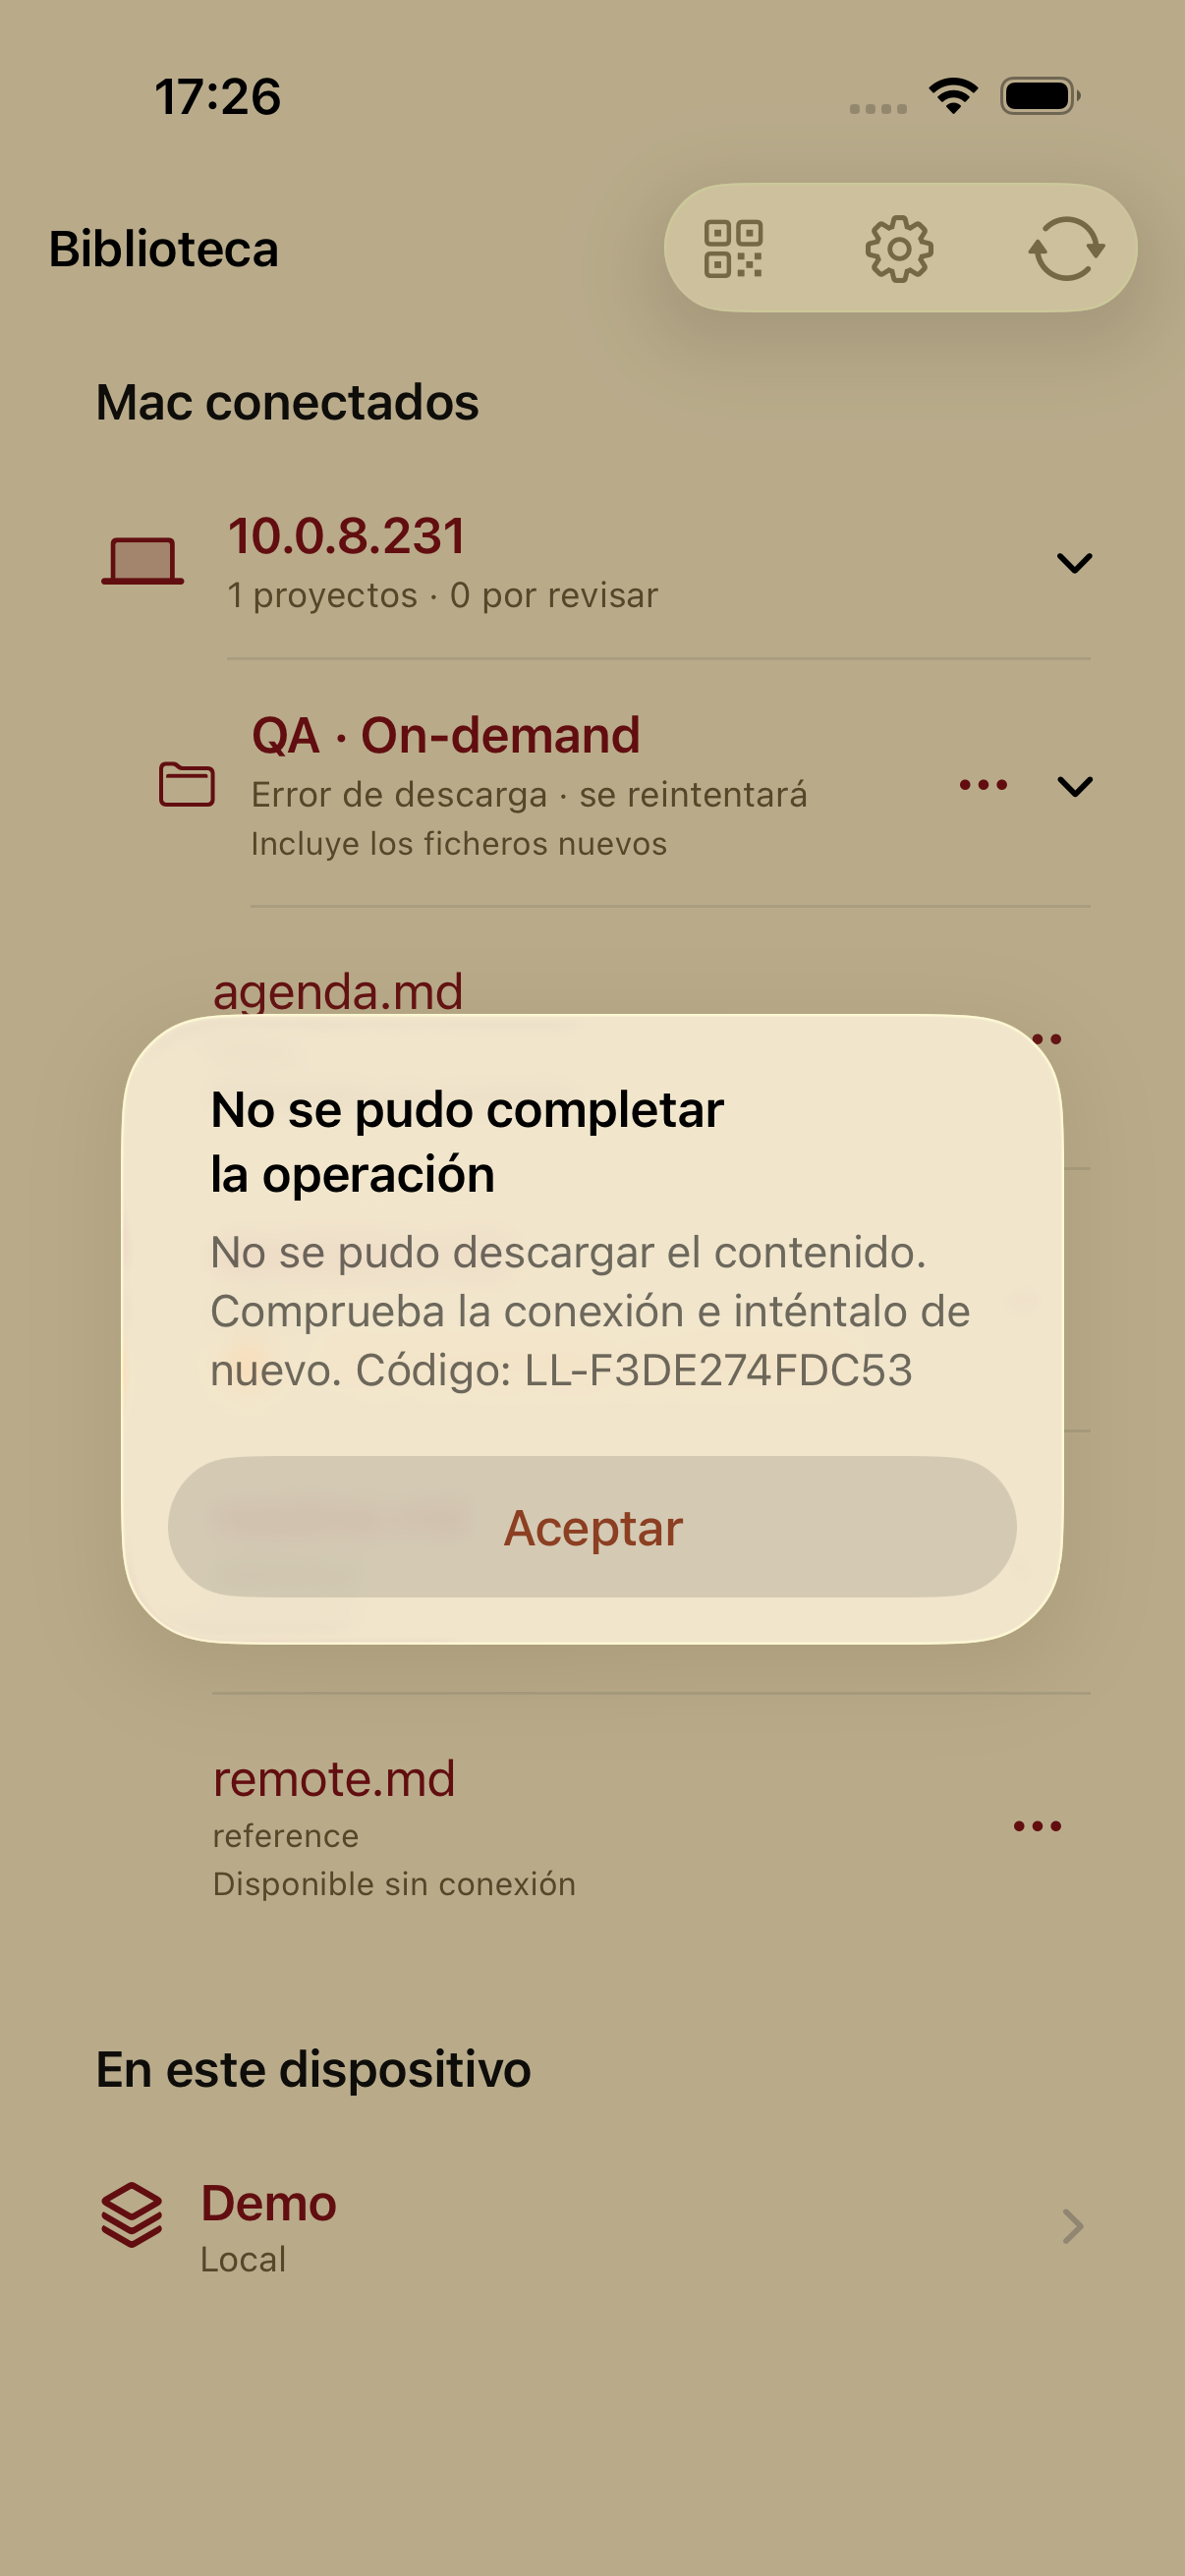 17:26
Biblioteca
Mac conectados
10.0.8.231
1 proyectos · 0 por revisar
QA · On-demand
Error de descarga · se reintentará
Incluye los ficheros nuevos
agenda.md
No se pudo completar
la operación
No se pudo descargar el contenido.
Comprueba la conexión e inténtalo de
nuevo. Código: LL-F3DE274FDC53
Aceptar
remote.md
reference
Disponible sin conexión
En este dispositivo
Demo
Local